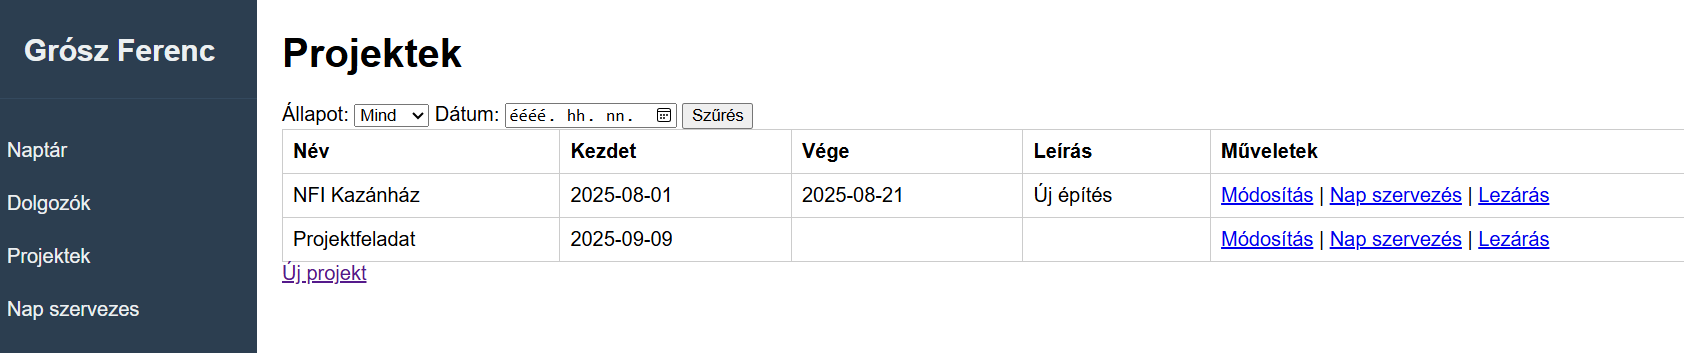 Grósz Ferenc
Naptár
Dolgozók
Projektek
Nap szervezes
Projektek
Állapot: Mind Dátum: éééé. hh. nn. Szűrés
Név Kezdet Vége Leírás Műveletek
NFI Kazánház 2025-08-01 2025-08-21 Új építés Módosítás | Nap szervezés | Lezárás
Projektfeladat 2025-09-09 Módosítás | Nap szervezés | Lezárás
Új projekt